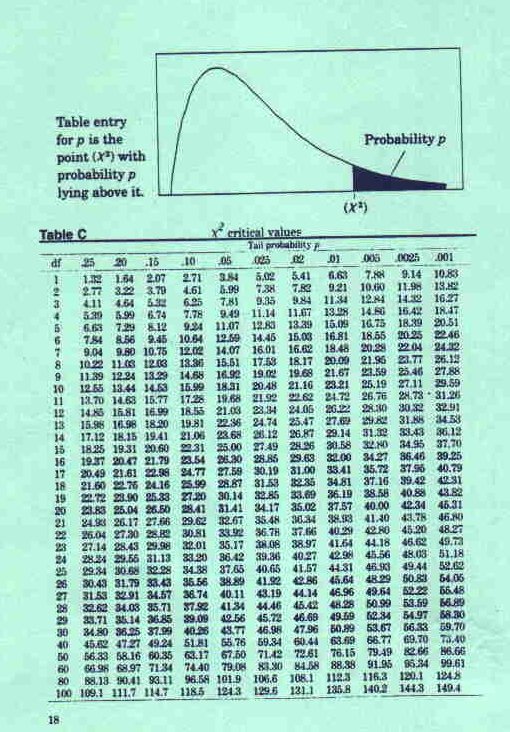 Table entry
for p is the
point (X²) with
probability p
lying above it.
Probability p
(X²)
Table C
χ² critical values
Tail probability p
df .25 .20 .15 .10 .05 .025 .02 .01 .005 .0025 .001
1 1.32 1.64 2.07 2.71 3.84 5.02 5.41 6.63 7.88 9.14 10.83
2 2.77 3.22 3.79 4.61 5.99 7.38 7.82 9.21 10.60 11.98 13.82
3 4.11 4.64 5.32 6.25 7.81 9.35 9.84 11.34 12.84 14.32 16.27
4 5.39 5.99 6.74 7.78 9.49 11.14 11.67 13.28 14.86 16.42 18.47
5 6.63 7.29 8.12 9.24 11.07 12.83 13.39 15.09 16.75 18.39 20.51
6 7.84 8.56 9.45 10.64 12.59 14.45 15.03 16.81 18.55 20.25 22.46
7 9.04 9.80 10.75 12.02 14.07 16.01 16.62 18.48 20.28 22.04 24.32
8 10.22 11.03 12.03 13.36 15.51 17.53 18.17 20.09 21.95 23.77 26.12
9 11.39 12.24 13.29 14.68 16.92 19.02 19.68 21.67 23.59 25.46 27.88
10 12.55 13.44 14.53 15.99 18.31 20.48 21.16 23.21 25.19 27.11 29.59
11 13.70 14.63 15.77 17.28 19.68 21.92 22.62 24.72 26.76 28.73 31.26
12 14.85 15.81 16.99 18.55 21.03 23.34 24.05 26.22 28.30 30.32 32.91
13 15.98 16.98 18.20 19.81 22.36 24.74 25.47 27.69 29.82 31.88 34.53
14 17.12 18.15 19.41 21.06 23.68 26.12 26.87 29.14 31.32 33.43 36.12
15 18.25 19.31 20.60 22.31 25.00 27.49 28.26 30.58 32.80 34.95 37.70
16 19.37 20.47 21.79 23.54 26.30 28.85 29.63 32.00 34.27 36.46 39.25
17 20.49 21.61 22.98 24.77 27.59 30.19 31.00 33.41 35.72 37.95 40.79
18 21.60 22.76 24.16 25.99 28.87 31.53 32.35 34.81 37.16 39.42 42.31
19 22.72 23.90 25.33 27.20 30.14 32.85 33.69 36.19 38.58 40.88 43.82
20 23.83 25.04 26.50 28.41 31.41 34.17 35.02 37.57 40.00 42.34 45.31
21 24.93 26.17 27.66 29.62 32.67 35.48 36.34 38.93 41.40 43.78 46.80
22 26.04 27.30 28.82 30.81 33.92 36.78 37.66 40.29 42.80 45.20 48.27
23 27.14 28.43 29.98 32.01 35.17 38.08 38.97 41.64 44.18 46.62 49.73
24 28.24 29.55 31.13 33.20 36.42 39.36 40.27 42.98 45.56 48.03 51.18
25 29.34 30.68 32.28 34.38 37.65 40.65 41.57 44.31 46.93 49.44 52.62
26 30.43 31.79 33.43 35.56 38.89 41.92 42.86 45.64 48.29 50.83 54.05
27 31.53 32.91 34.57 36.74 40.11 43.19 44.14 46.96 49.64 52.22 55.48
28 32.62 34.03 35.71 37.92 41.34 44.46 45.42 48.28 50.99 53.59 56.89
29 33.71 35.14 36.85 39.09 42.56 45.72 46.69 49.59 52.34 54.97 58.30
30 34.80 36.25 37.99 40.26 43.77 46.98 47.96 50.89 53.67 56.33 59.70
40 45.62 47.27 49.24 51.81 55.76 59.34 60.44 63.69 66.77 69.70 73.40
50 56.33 58.16 60.35 63.17 67.50 71.42 72.61 76.15 79.49 82.66 86.66
60 66.98 68.97 71.34 74.40 79.08 83.30 84.58 88.38 91.95 95.34 99.61
80 88.13 90.41 93.11 96.58 101.9 106.6 108.1 112.3 116.3 120.1 124.8
100 109.1 111.7 114.7 118.5 124.3 129.6 131.1 135.8 140.2 144.3 149.4
18